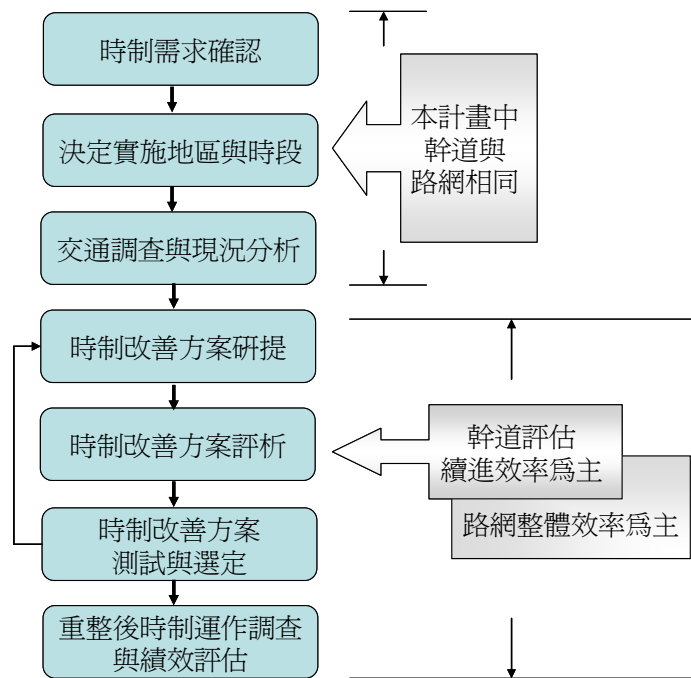 時制需求確認
決定實施地區與時段
交通調查與現況分析
時制改善方案研提
時制改善方案評析
時制改善方案
測試與選定
重整後時制運作調查
與績效評估
本計畫中
幹道與
路網相同
幹道評估
續進效率為主
路網整體效率為主